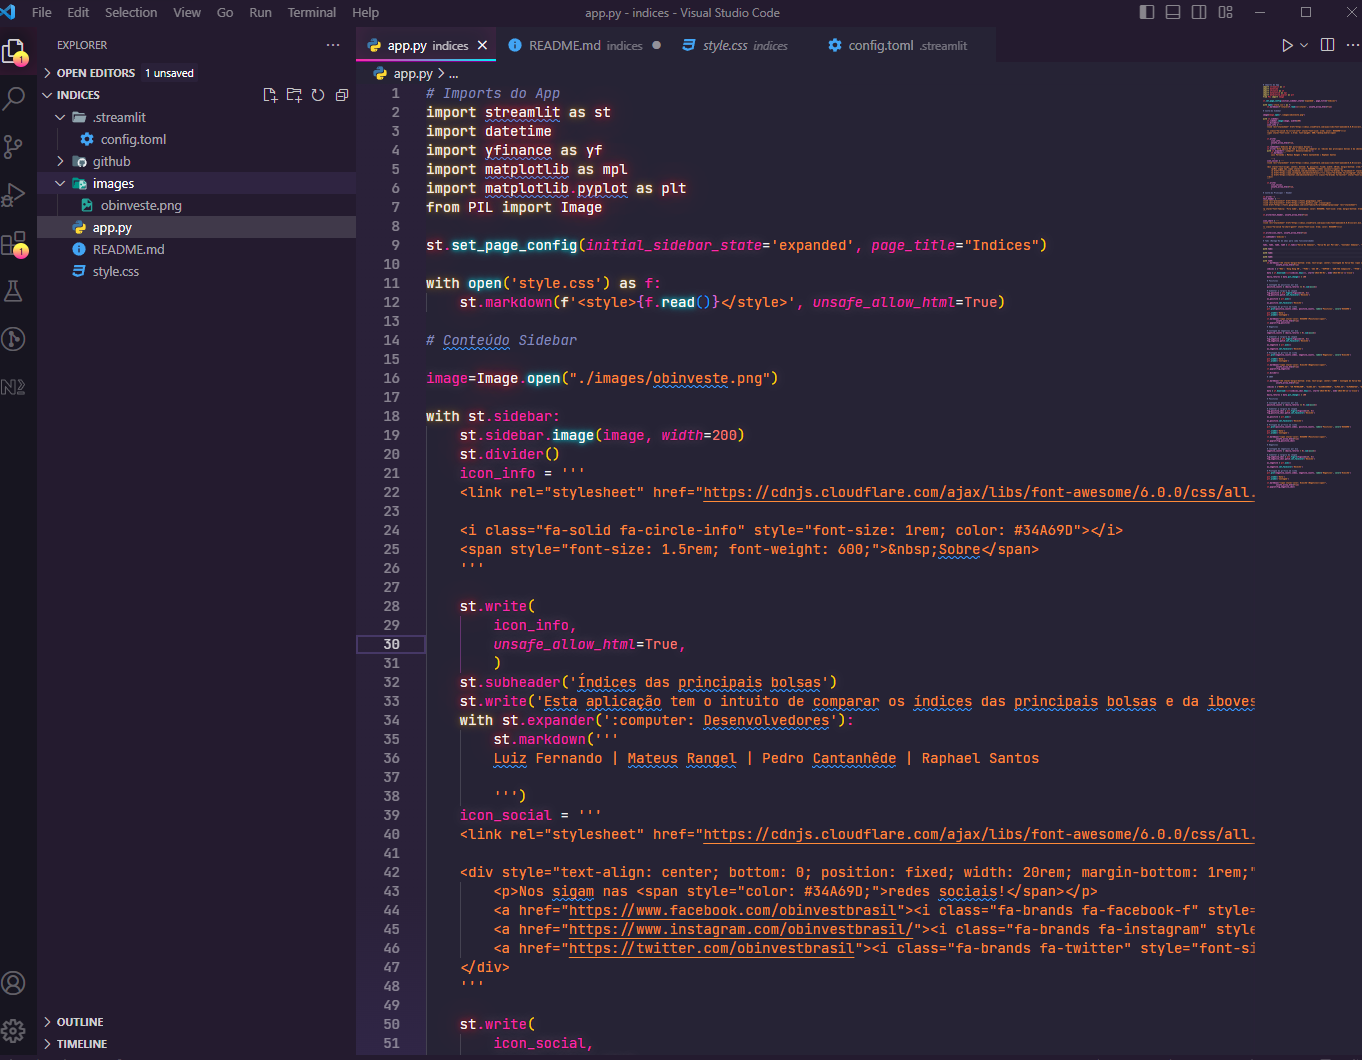 File Edit Selection View Go Run Terminal Help
app.py - indices - Visual Studio Code
EXPLORER
OPEN EDITORS 1 unsaved
INDICES
.streamlit
config.toml
github
images
obinveste.png
app.py
README.md
style.css
OUTLINE
TIMELINE
1
1
N2
app.py indices
README.md indices
style.css indices
config.toml .streamlit
app.py > ...
1 # Imports do App
2 import streamlit as st
3 import datetime
4 import yfinance as yf
5 import matplotlib as mpl
6 import matplotlib.pyplot as plt
7 from PIL import Image
8
9 st.set_page_config(initial_sidebar_state='expanded', page_title="Indices")
10
11 with open('style.css') as f:
12     st.markdown(f'<style>{f.read()}</style>', unsafe_allow_html=True)
13
14 # Conteúdo Sidebar
15
16 image=Image.open("./images/obinveste.png")
17
18 with st.sidebar:
19     st.sidebar.image(image, width=200)
20     st.divider()
21     icon_info = '''
22     <link rel="stylesheet" href="https://cdnjs.cloudflare.com/ajax/libs/font-awesome/6.0.0/css/all.
23
24     <i class="fa-solid fa-circle-info" style="font-size: 1rem; color: #34A69D"></i>
25     <span style="font-size: 1.5rem; font-weight: 600;">&nbsp;Sobre</span>
26     '''
27
28     st.write(
29         icon_info,
30         unsafe_allow_html=True,
31         )
32     st.subheader('Índices das principais bolsas')
33     st.write('Esta aplicação tem o intuito de comparar os índices das principais bolsas e da iboves
34     with st.expander(':computer: Desenvolvedores'):
35         st.markdown('''
36         Luiz Fernando | Mateus Rangel | Pedro Cantanhêde | Raphael Santos
37
38         ''')
39     icon_social = '''
40     <link rel="stylesheet" href="https://cdnjs.cloudflare.com/ajax/libs/font-awesome/6.0.0/css/all.
41
42     <div style="text-align: center; bottom: 0; position: fixed; width: 20rem; margin-bottom: 1rem;"
43         <p>Nos sigam nas <span style="color: #34A69D;">redes sociais!</span></p>
44         <a href="https://www.facebook.com/obinvestbrasil"><i class="fa-brands fa-facebook-f" style=
45         <a href="https://www.instagram.com/obinvestbrasil/"><i class="fa-brands fa-instagram" style
46         <a href="https://twitter.com/obinvestbrasil"><i class="fa-brands fa-twitter" style="font-si
47     </div>
48     '''
49
50     st.write(
51         icon_social,